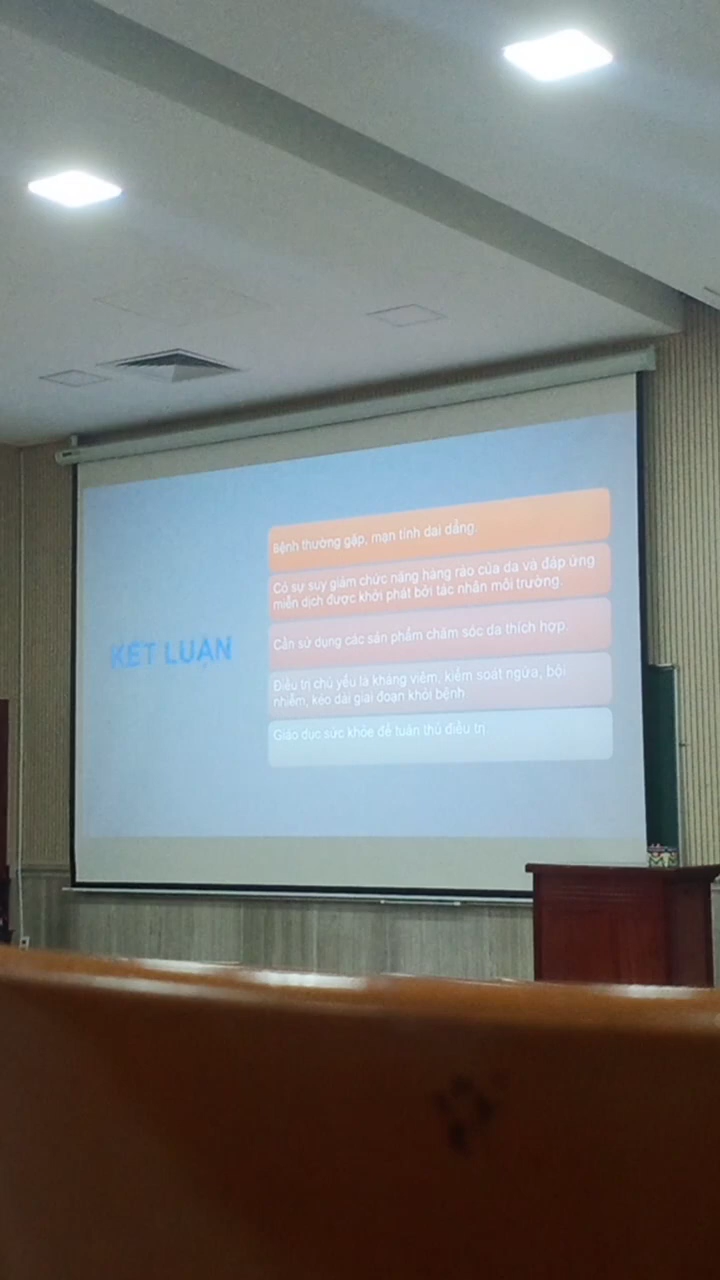 KẾT LUẬN
Bệnh thường gặp, mạn tính dai dẳng.
Có sự suy giảm chức năng hàng rào của da và đáp ứng
miễn dịch được khởi phát bởi tác nhân môi trường.
Cần sử dụng các sản phẩm chăm sóc da thích hợp.
Điều trị chủ yếu là kháng viêm, kiểm soát ngứa, bội
nhiễm, kéo dài giai đoạn khỏi bệnh
Giáo dục sức khỏe để tuân thủ điều trị